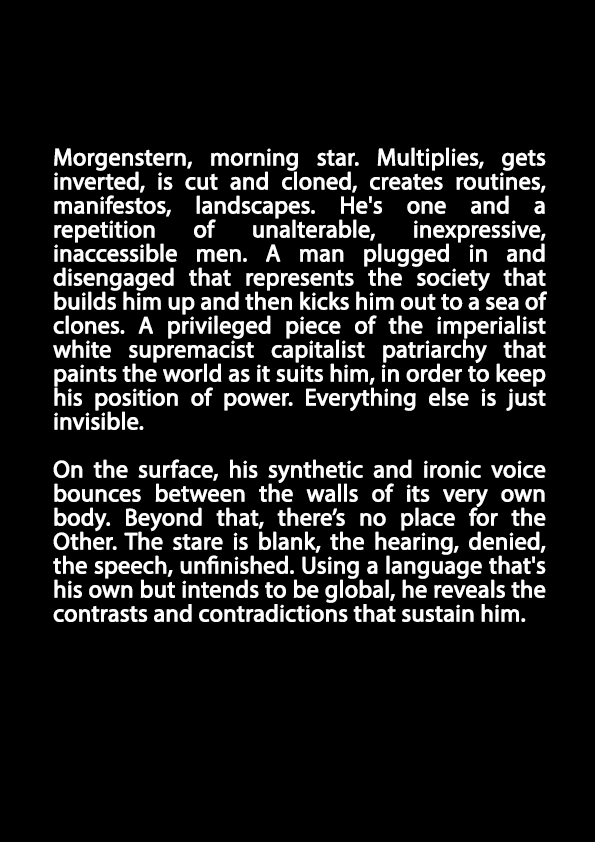 Morgenstern, morning star. Multiplies, gets
inverted, is cut and cloned, creates routines,
manifestos, landscapes. He's one and a
repetition of unalterable, inexpressive,
inaccessible men. A man plugged in and
disengaged that represents the society that
builds him up and then kicks him out to a sea of
clones. A privileged piece of the imperialist
white supremacist capitalist patriarchy that
paints the world as it suits him, in order to keep
his position of power. Everything else is just
invisible.

On the surface, his synthetic and ironic voice
bounces between the walls of its very own
body. Beyond that, there’s no place for the
Other. The stare is blank, the hearing, denied,
the speech, unfinished. Using a language that's
his own but intends to be global, he reveals the
contrasts and contradictions that sustain him.